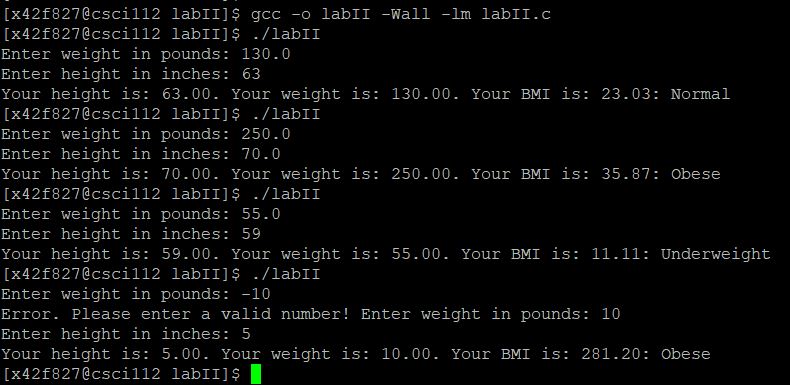 [x42f827@csci112 labII]$ gcc -o labII -Wall -lm labII.c
[x42f827@csci112 labII]$ ./labII
Enter weight in pounds: 130.0
Enter height in inches: 63
Your height is: 63.00. Your weight is: 130.00. Your BMI is: 23.03: Normal
[x42f827@csci112 labII]$ ./labII
Enter weight in pounds: 250.0
Enter height in inches: 70.0
Your height is: 70.00. Your weight is: 250.00. Your BMI is: 35.87: Obese
[x42f827@csci112 labII]$ ./labII
Enter weight in pounds: 55.0
Enter height in inches: 59
Your height is: 59.00. Your weight is: 55.00. Your BMI is: 11.11: Underweight
[x42f827@csci112 labII]$ ./labII
Enter weight in pounds: -10
Error. Please enter a valid number! Enter weight in pounds: 10
Enter height in inches: 5
Your height is: 5.00. Your weight is: 10.00. Your BMI is: 281.20: Obese
[x42f827@csci112 labII]$